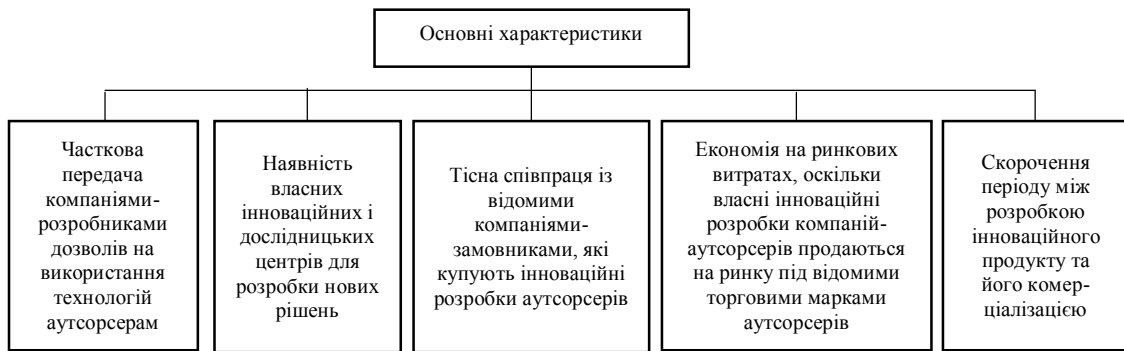 Основні характеристики
Часткова
передача
компаніями-
розробниками
дозволів на
використання
технологій
аутсорсерам
Наявність
власних
інноваційних і
дослідницьких
центрів для
розробки нових
рішень
Тісна співпраця із
відомими
компаніями-
замовниками, які
купують інноваційні
розробки аутсорсерів
Економія на ринкових
витратах, оскільки
власні інноваційні
розробки компаній-
аутсорсерів продаються
на ринку під відомими
торговими марками
аутсорсерів
Скорочення
періоду між
розробкою
інноваційного
продукту та
його комер-
ціалізацією